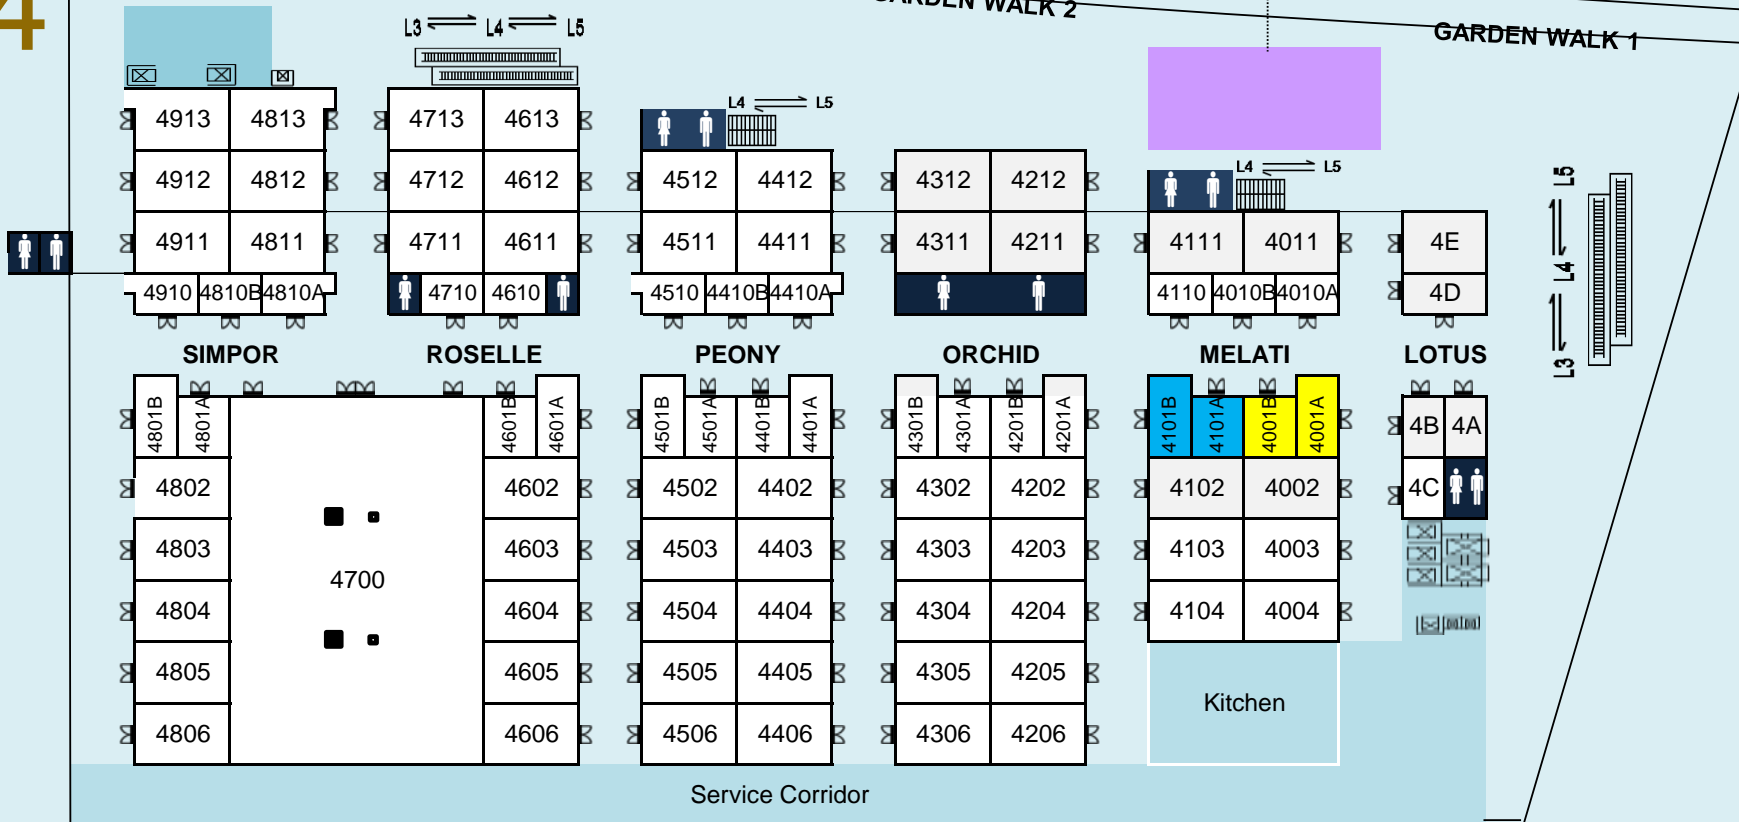 4
GARDEN WALK 2
GARDEN WALK 1
L3 L4 L5
L4 L5
L4 L5
L5
L4
L3
4913 4813 4713 4613
4912 4812 4712 4612 4512 4412 4312 4212
4911 4811 4711 4611 4511 4411 4311 4211 4111 4011 4E
4910 4810B 4810A 4710 4610 4510 4410B 4410A 4110 4010B 4010A 4D
SIMPOR ROSELLE PEONY ORCHID MELATI LOTUS
4801B 4801A 4601B 4601A 4501B 4501A 4401B 4401A 4301B 4301A 4201B 4201A 4101B 4101A 4001B 4001A 4B 4A
4802 4602 4502 4402 4302 4202 4102 4002 4C
4803 4603 4503 4403 4303 4203 4103 4003
4700
4804 4604 4504 4404 4304 4204 4104 4004
4805 4605 4505 4405 4305 4205
Kitchen
4806 4606 4506 4406 4306 4206
Service Corridor